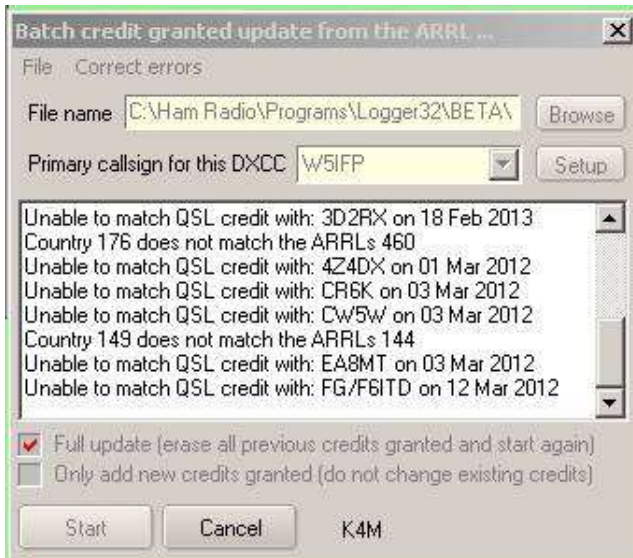 Batch credit granted update from the ARRL ...
File Correct errors
File name C:\Ham Radio\Programs\Logger32\BETA\ Browse
Primary callsign for this DXCC W5IFP Setup
Unable to match QSL credit with: 3D2RX on 18 Feb 2013
Country 176 does not match the ARRLs 460
Unable to match QSL credit with: 4Z4DX on 01 Mar 2012
Unable to match QSL credit with: CR6K on 03 Mar 2012
Unable to match QSL credit with: CW5W on 03 Mar 2012
Country 149 does not match the ARRLs 144
Unable to match QSL credit with: EA8MT on 03 Mar 2012
Unable to match QSL credit with: FG/F6ITD on 12 Mar 2012
Full update (erase all previous credits granted and start again)
Only add new credits granted (do not change existing credits)
Start Cancel K4M